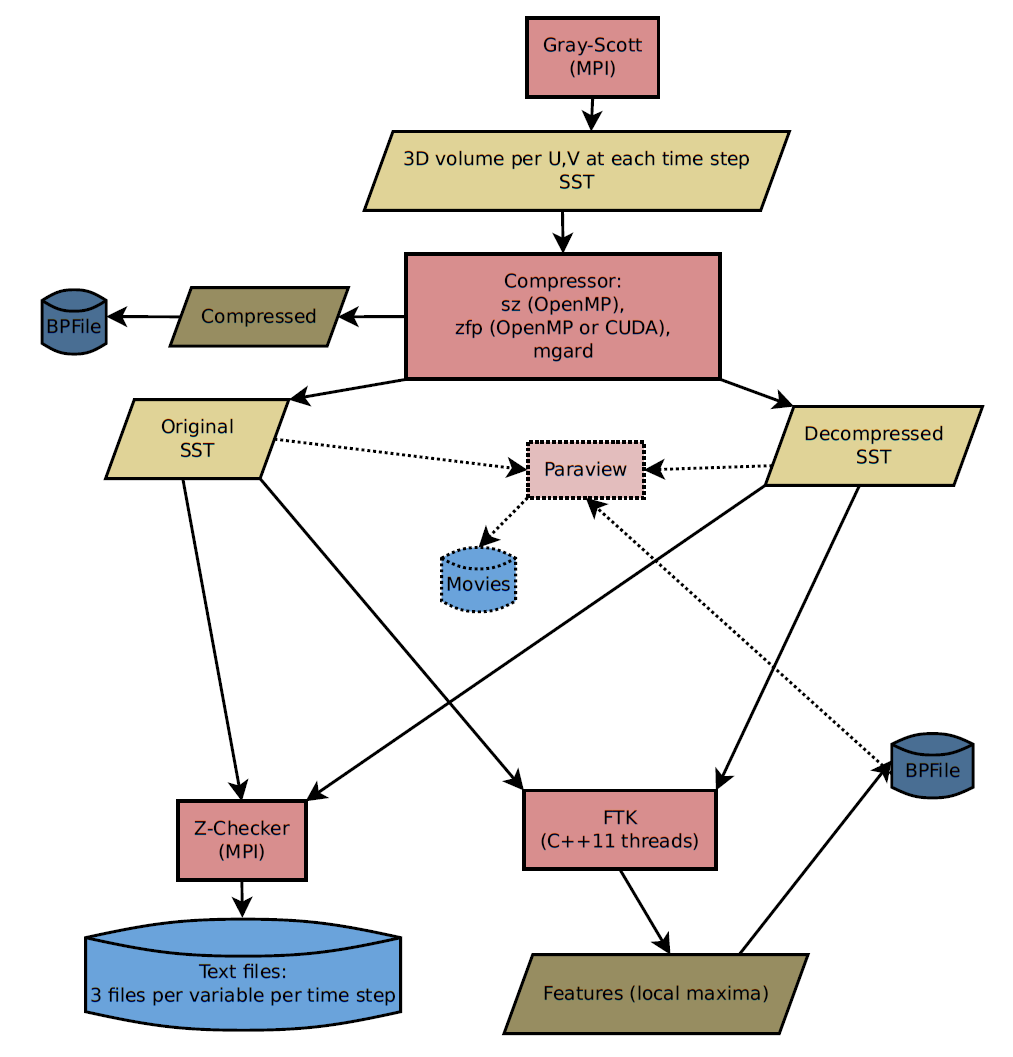 Gray-Scott
(MPI)
3D volume per U,V at each time step
SST
Compressor:
sz (OpenMP),
zfp (OpenMP or CUDA),
mgard
Compressed
BPFile
Original
SST
Decompressed
SST
Paraview
Movies
BPFile
Z-Checker
(MPI)
FTK
(C++11 threads)
Text files:
3 files per variable per time step
Features (local maxima)